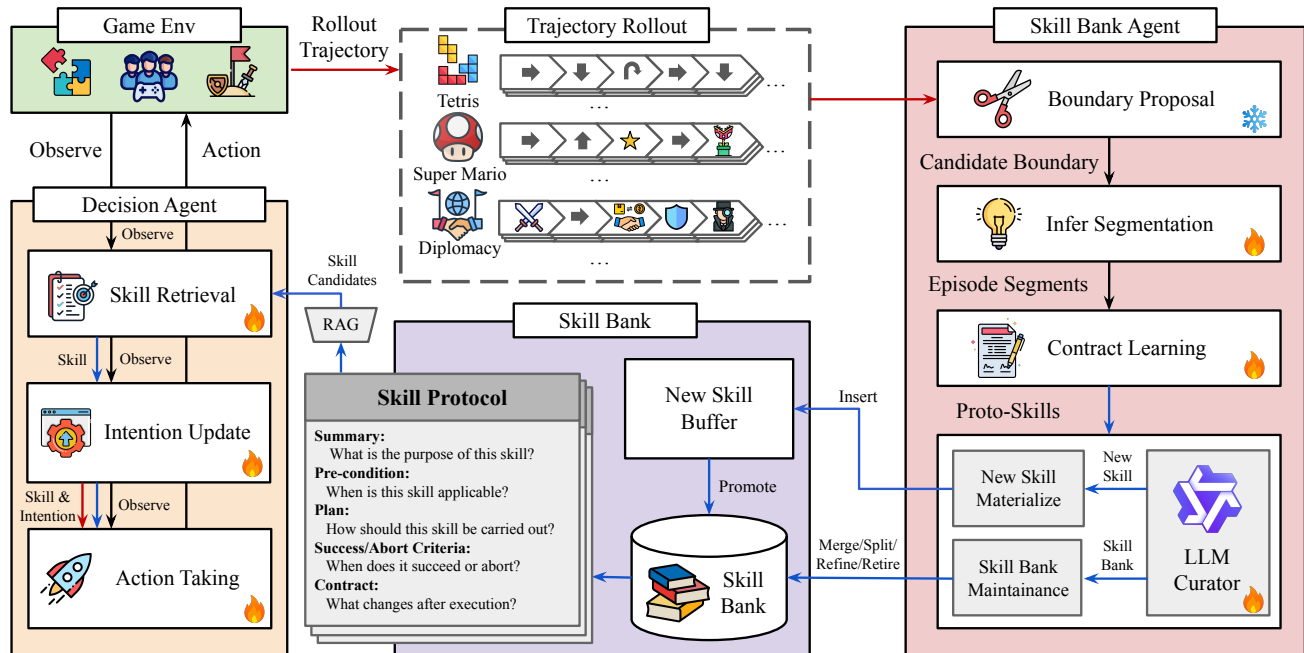 Game Env
Rollout
Trajectory
Observe
Action
Decision Agent
Observe
Skill Retrieval
Skill
Observe
Intention Update
Skill &
Intention
Observe
Action Taking
Trajectory Rollout
Tetris
...
...
Super Mario
...
...
Diplomacy
...
...
Skill
Candidates
RAG
Skill Bank
Skill Protocol
Summary:
What is the purpose of this skill?
Pre-condition:
When is this skill applicable?
Plan:
How should this skill be carried out?
Success/Abort Criteria:
When does it succeed or abort?
Contract:
What changes after execution?
New Skill
Buffer
Promote
Skill
Bank
Insert
Merge/Split/
Refine/Retire
Skill Bank Agent
Boundary Proposal
Candidate Boundary
Infer Segmentation
Episode Segments
Contract Learning
Proto-Skills
New Skill
Materialize
New
Skill
Skill Bank
Maintainance
Skill
Bank
LLM
Curator